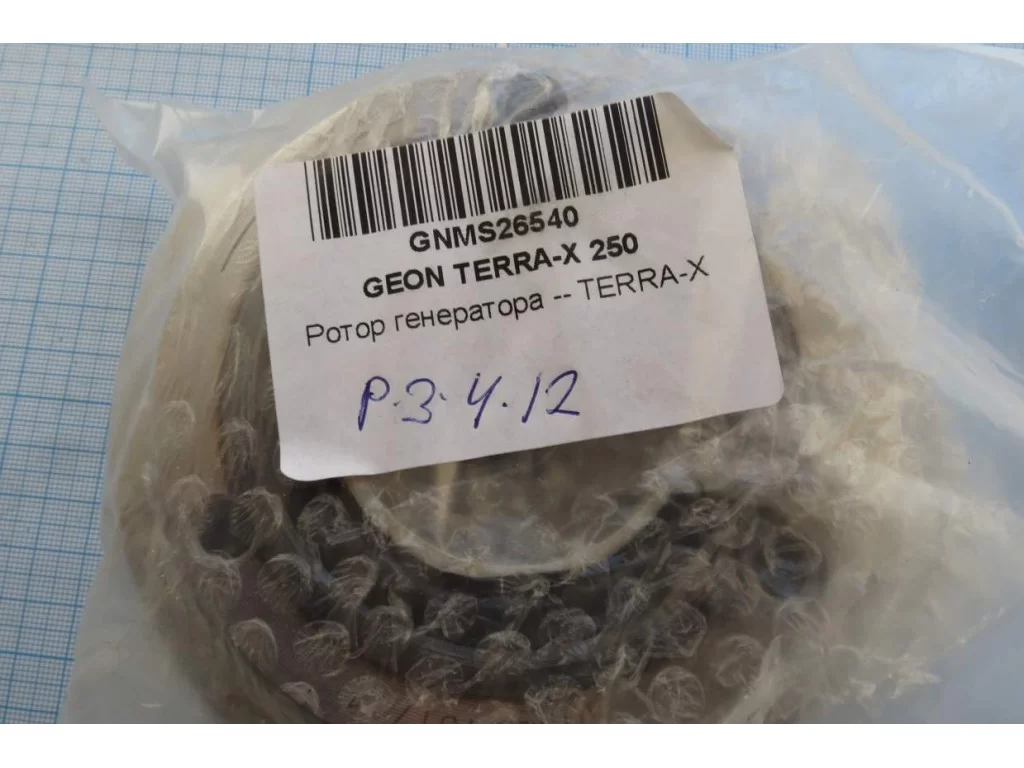 GNMS26540
GEON TERRA-X 250
Ротор генератора -- TERRA-X
Р.3.4.12